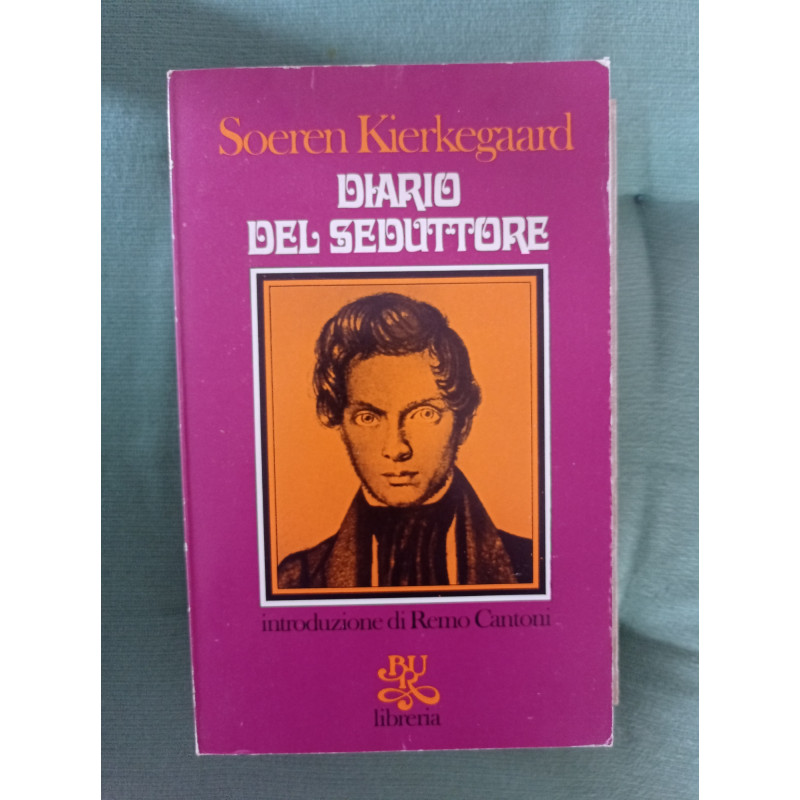 Soeren Kierkegaard
DIARIO
DEL SEDUTTORE
introduzione di Remo Cantoni
BUR
libreria